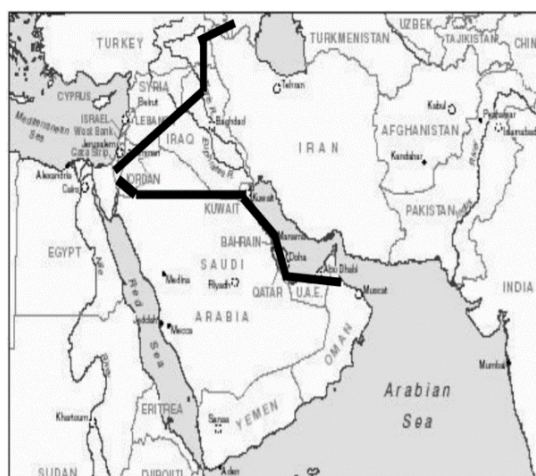 UZBEK.
TURKEY
TURKMENISTAN
TAJIKISTAN
CHIN
Tehran
CYPRUS
SYRIA
Beirut
Mediterranean
Sea
ISRAEL
West Bank
Baghdad
Kabul
Peshawar
Islamabad
Jerusalem
Gaza Strip
IRAQ
IRAN
AFGHANISTAN
Alexandria
Cairo
JORDAN
Euphrates R.
Kandahar
KUWAIT
Kuwait
PAKISTAN
EGYPT
BAHRAIN
Manama
Doha
Abu Dhabi
SAUDI
Medina
Riyadh
QATAR
U.A.E.
Muscat
INDIA
Red
Sea
Jeddah
Mecca
ARABIA
OMAN
Mumbai
Arabian
Sea
Khartoum
ERITREA
Sanaa
YEMEN
SUDAN
DJIBOUTI
Aden